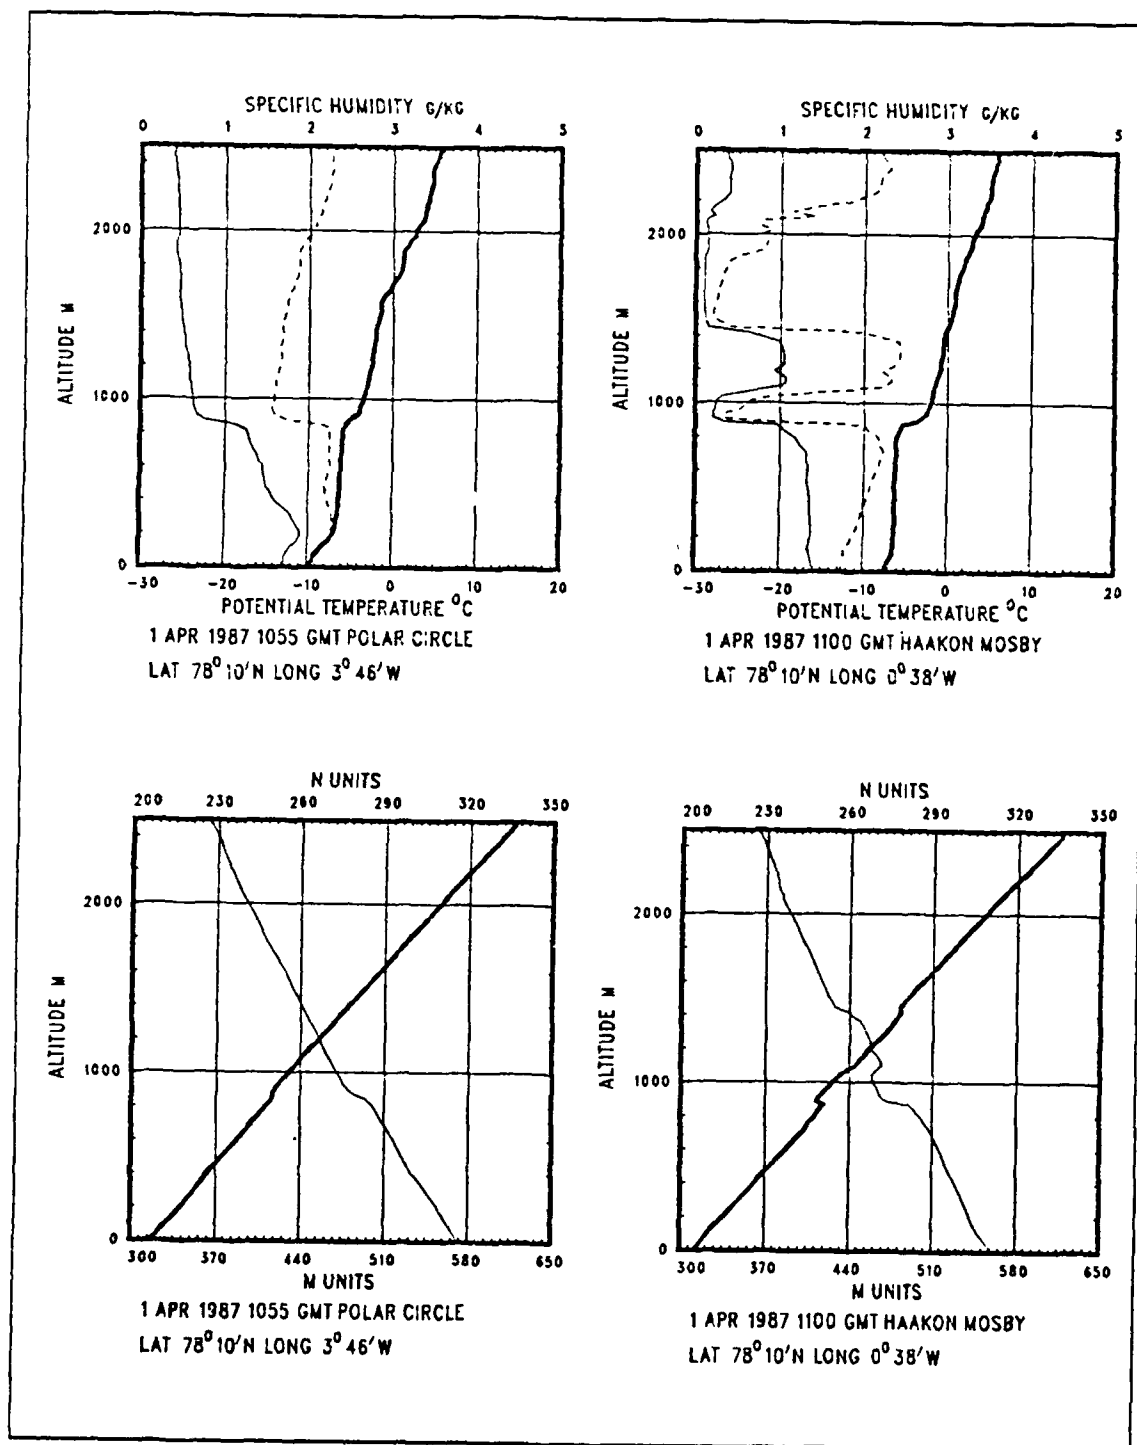 SPECIFIC HUMIDITY G/KG
0 1 2 3 4 5
2000
1000
0
ALTITUDE M
-30 -20 -10 0 10 20
POTENTIAL TEMPERATURE °C
1 APR 1987 1055 GMT POLAR CIRCLE
LAT 78° 10'N LONG 3° 46'W
SPECIFIC HUMIDITY G/KG
0 1 2 3 4 5
2000
1000
0
ALTITUDE M
-30 -20 -10 0 10 20
POTENTIAL TEMPERATURE °C
1 APR 1987 1100 GMT HAAKON MOSBY
LAT 78° 10'N LONG 0° 38'W
N UNITS
200 230 260 290 320 350
2000
1000
0
ALTITUDE M
300 370 440 510 580 650
M UNITS
1 APR 1987 1055 GMT POLAR CIRCLE
LAT 78° 10'N LONG 3° 46'W
N UNITS
200 230 260 290 320 350
2000
1000
0
ALTITUDE M
300 370 440 510 580 650
M UNITS
1 APR 1987 1100 GMT HAAKON MOSBY
LAT 78° 10'N LONG 0° 38'W